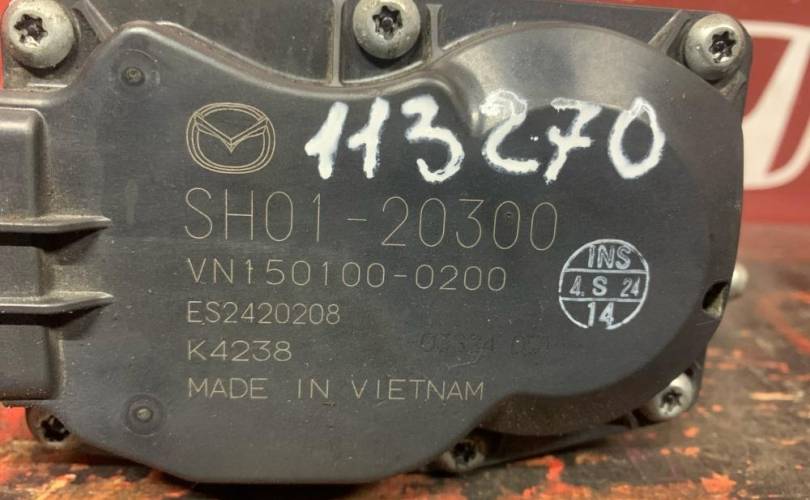 113270
SH01-20300
VN150100-0200
INS
4. S 24
14
ES2420208
K4238
MADE IN VIETNAM